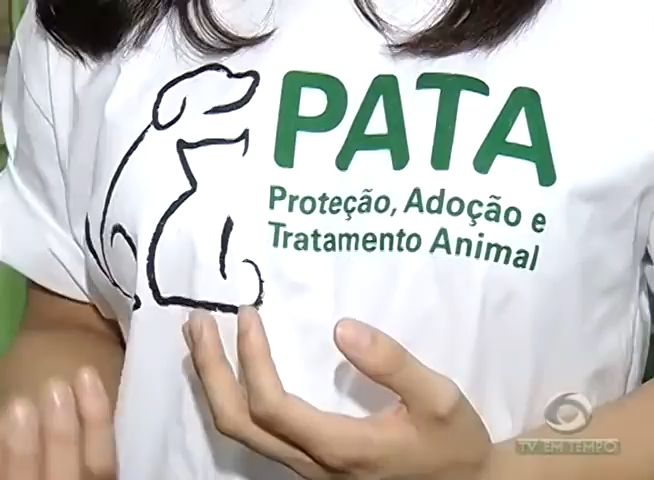 PATA
Proteção, Adoção e
Tratamento Animal
TV EM TEMPO